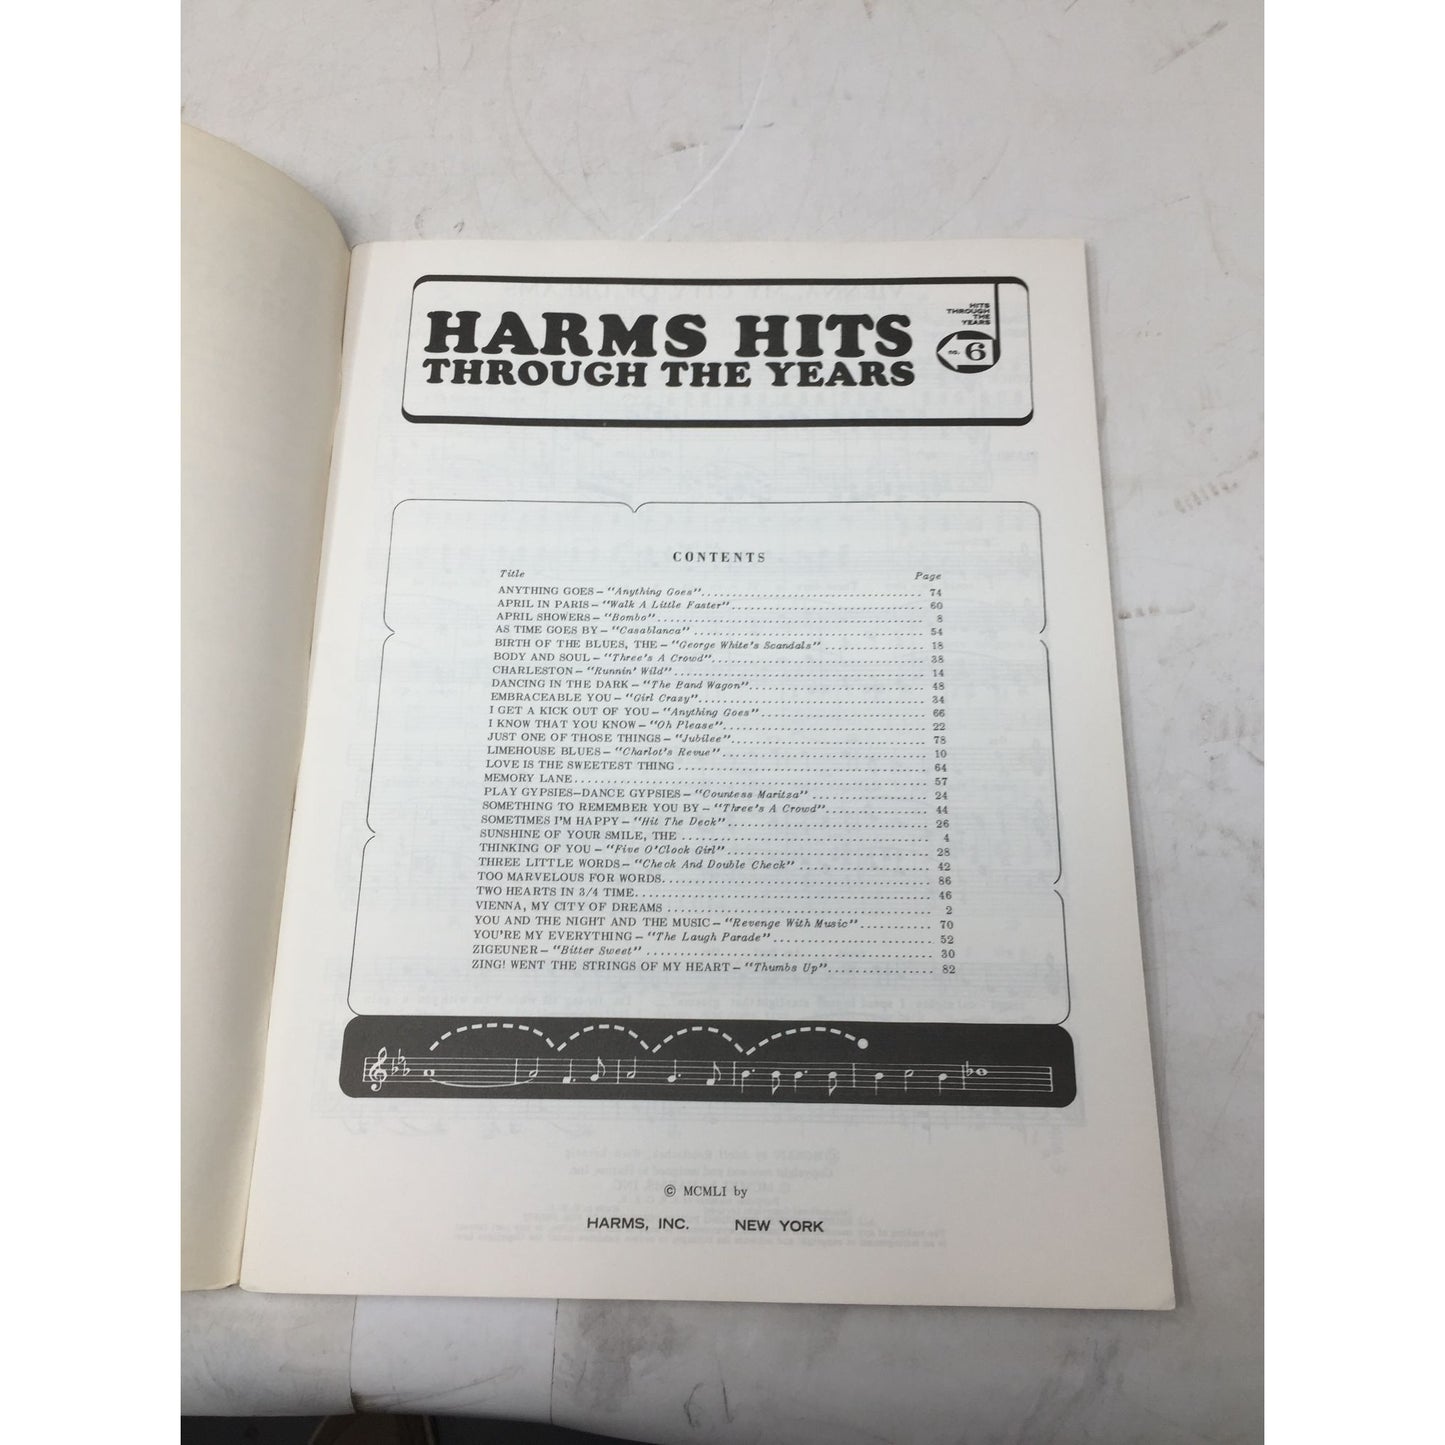 HARMS HITS
THROUGH THE YEARS
HITS
THROUGH
THE
YEARS
no. 6
CONTENTS
Title Page
ANYTHING GOES – "Anything Goes" 74
APRIL IN PARIS – "Walk A Little Faster" 60
APRIL SHOWERS – "Bombo" 8
AS TIME GOES BY – "Casablanca" 54
BIRTH OF THE BLUES, THE – "George White's Scandals" 18
BODY AND SOUL – "Three's A Crowd" 38
CHARLESTON – "Runnin' Wild" 14
DANCING IN THE DARK – "The Band Wagon" 48
EMBRACEABLE YOU – "Girl Crazy" 34
I GET A KICK OUT OF YOU – "Anything Goes" 66
I KNOW THAT YOU KNOW – "Oh Please" 22
JUST ONE OF THOSE THINGS – "Jubilee" 78
LIMEHOUSE BLUES – "Charlot's Revue" 10
LOVE IS THE SWEETEST THING 64
MEMORY LANE 57
PLAY GYPSIES–DANCE GYPSIES – "Countess Maritza" 24
SOMETHING TO REMEMBER YOU BY – "Three's A Crowd" 44
SOMETIMES I'M HAPPY – "Hit The Deck" 26
SUNSHINE OF YOUR SMILE, THE 4
THINKING OF YOU – "Five O'Clock Girl" 28
THREE LITTLE WORDS – "Check And Double Check" 42
TOO MARVELOUS FOR WORDS 86
TWO HEARTS IN 3/4 TIME 46
VIENNA, MY CITY OF DREAMS 2
YOU AND THE NIGHT AND THE MUSIC – "Revenge With Music" 70
YOU'RE MY EVERYTHING – "The Laugh Parade" 52
ZIGEUNER – "Bitter Sweet" 30
ZING! WENT THE STRINGS OF MY HEART – "Thumbs Up" 82
© MCMLI by
HARMS, INC. NEW YORK